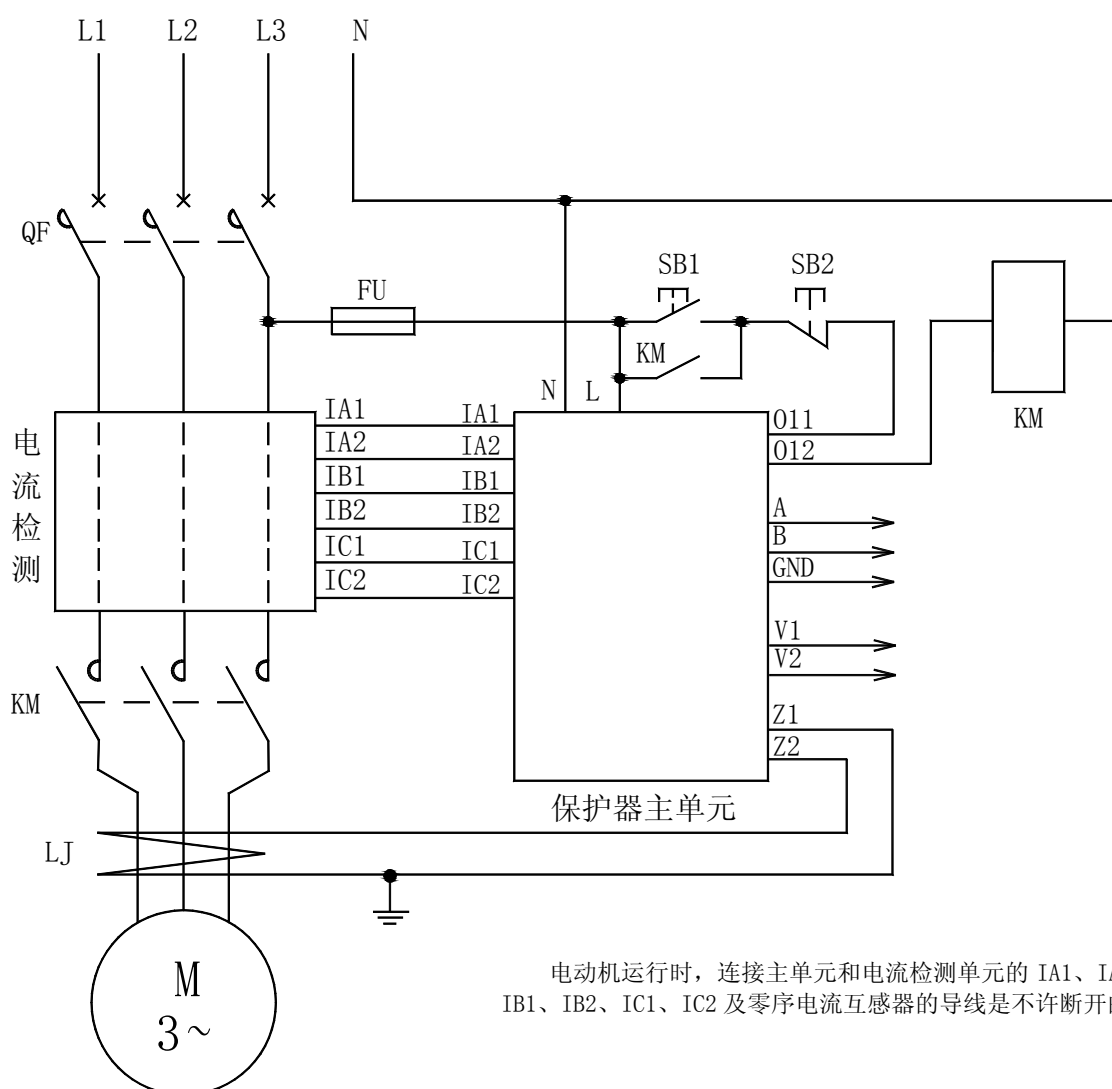 L1 L2 L3 N
QF
FU
SB1 SB2
KM
N L
KM
电流检测
IA1 IA1
IA2 IA2
IB1 IB1
IB2 IB2
IC1 IC1
IC2 IC2
O11
O12
A
B
GND
V1
V2
Z1
Z2
KM
保护器主单元
LJ
M
3~
电动机运行时，连接主单元和电流检测单元的 IA1、
IB1、IB2、IC1、IC2 及零序电流互感器的导线是不许断开